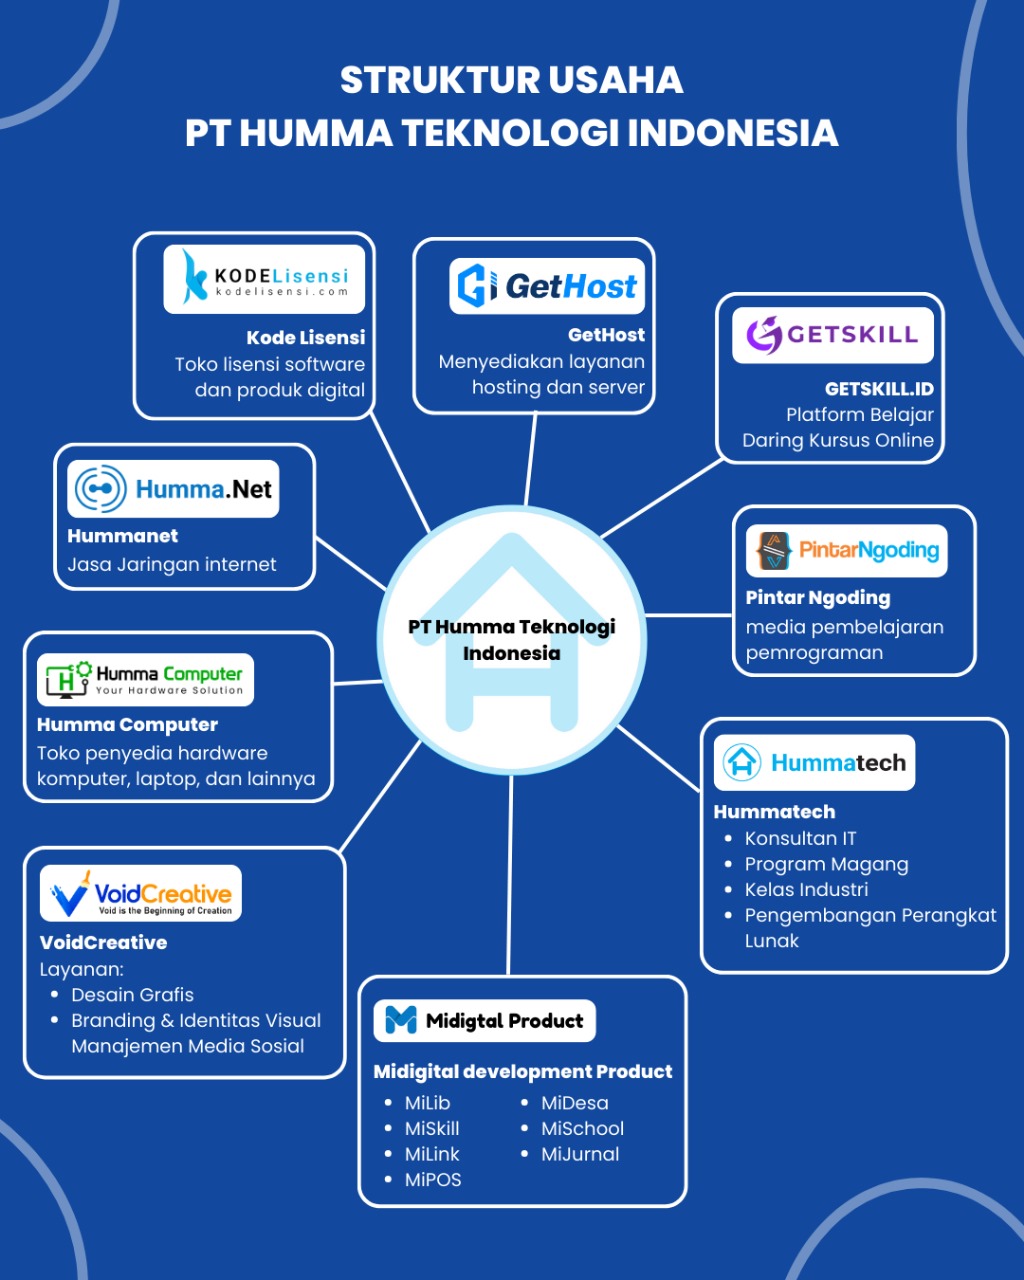 STRUKTUR USAHA
PT HUMMA TEKNOLOGI INDONESIA
KODELisensi
kodelisensi.com
Kode Lisensi
Toko lisensi software
dan produk digital
GetHost
GetHost
Menyediakan layanan
hosting dan server
GETSKILL
GETSKILL.ID
Platform Belajar
Daring Kursus Online
Humma.Net
Hummanet
Jasa Jaringan internet
PintarNgoding
Pintar Ngoding
media pembelajaran
pemrograman
PT Humma Teknologi
Indonesia
Humma Computer
Your Hardware Solution
Humma Computer
Toko penyedia hardware
komputer, laptop, dan lainnya
Hummatech
Hummatech
• Konsultan IT
• Program Magang
• Kelas Industri
• Pengembangan Perangkat
Lunak
VoidCreative
Void is the Beginning of Creation
VoidCreative
Layanan:
• Desain Grafis
• Branding & Identitas Visual
Manajemen Media Sosial
Midigtal Product
Midigital development Product
• MiLib
• MiSkill
• MiLink
• MiPOS
• MiDesa
• MiSchool
• MiJurnal